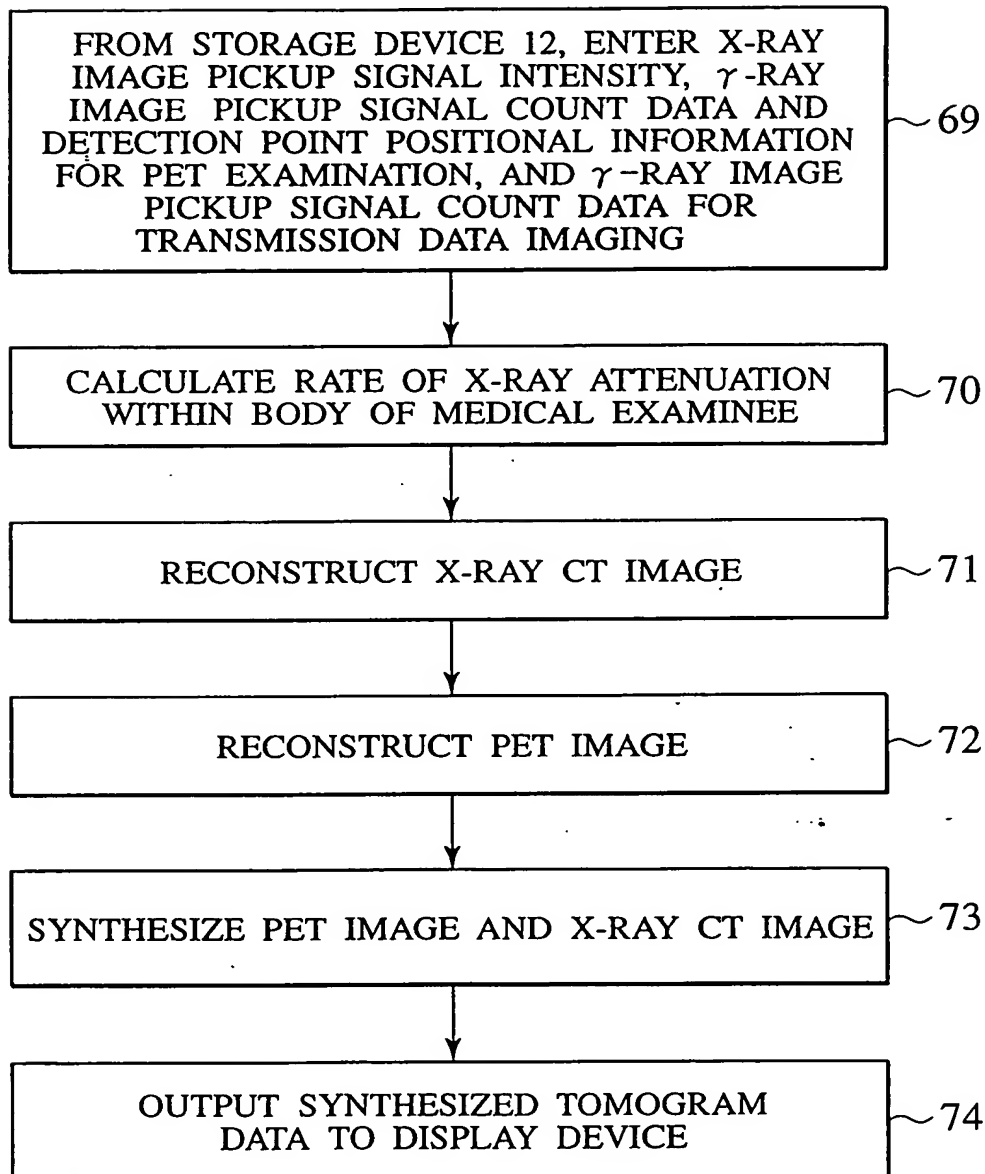 FROM STORAGE DEVICE 12, ENTER X-RAY
IMAGE PICKUP SIGNAL INTENSITY, γ-RAY
IMAGE PICKUP SIGNAL COUNT DATA AND
DETECTION POINT POSITIONAL INFORMATION
FOR PET EXAMINATION, AND γ-RAY IMAGE
PICKUP SIGNAL COUNT DATA FOR
TRANSMISSION DATA IMAGING
69
CALCULATE RATE OF X-RAY ATTENUATION
WITHIN BODY OF MEDICAL EXAMINEE
70
RECONSTRUCT X-RAY CT IMAGE
71
RECONSTRUCT PET IMAGE
72
SYNTHESIZE PET IMAGE AND X-RAY CT IMAGE
73
OUTPUT SYNTHESIZED TOMOGRAM
DATA TO DISPLAY DEVICE
74